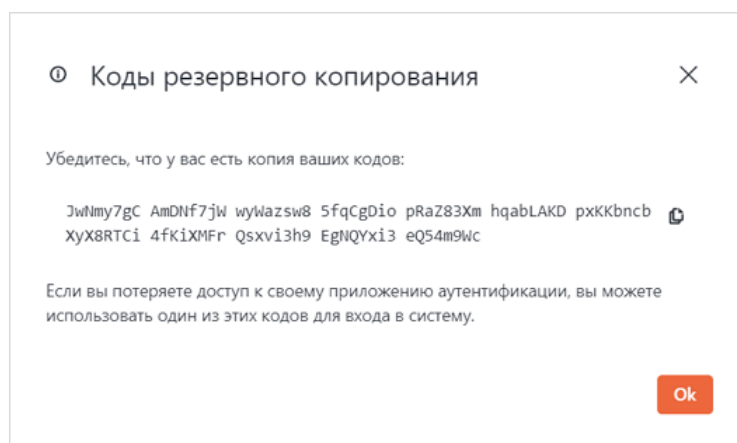 Коды резервного копирования
Убедитесь, что у вас есть копия ваших кодов:
JwNmy7gC AmDNf7jW wyWazsw8 5fqCgDio pRaZ83Xm hqabLAKD pxKKbncb
XyX8RTCi 4fKiXMFr Qsxvi3h9 EgNQYxi3 eQ54m9Wc
Если вы потеряете доступ к своему приложению аутентификации, вы можете
использовать один из этих кодов для входа в систему.
Ok